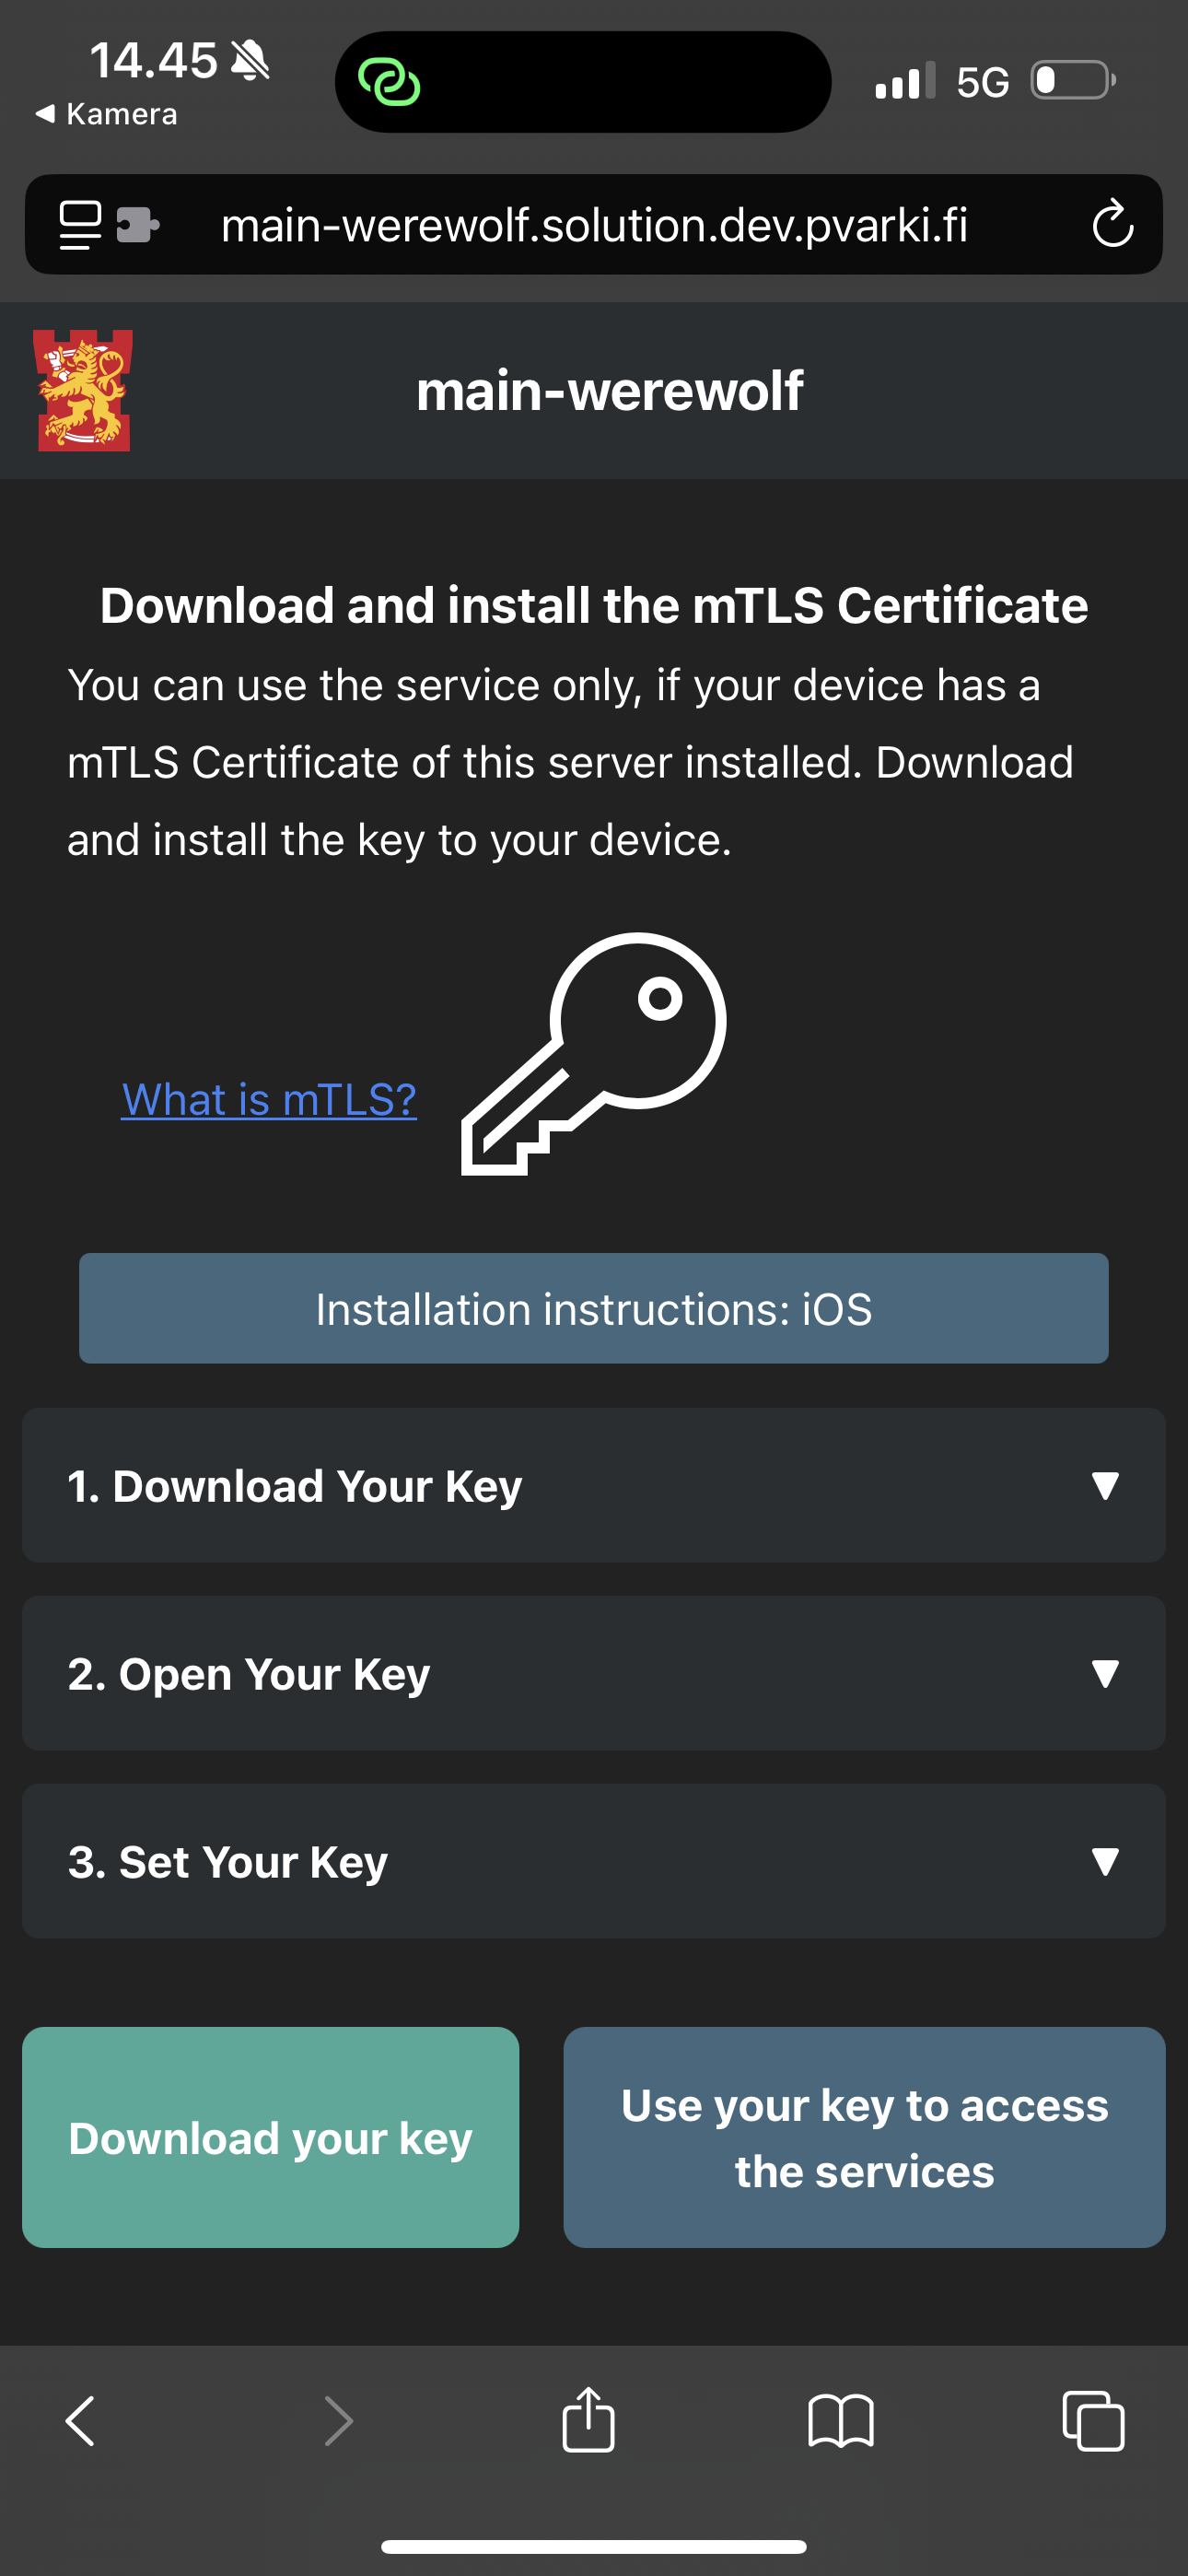 14.45
◀ Kamera
5G
main-werewolf.solution.dev.pvarki.fi
main-werewolf
Download and install the mTLS Certificate
You can use the service only, if your device has a
mTLS Certificate of this server installed. Download
and install the key to your device.
What is mTLS?
Installation instructions: iOS
1. Download Your Key
2. Open Your Key
3. Set Your Key
Download your key
Use your key to access
the services